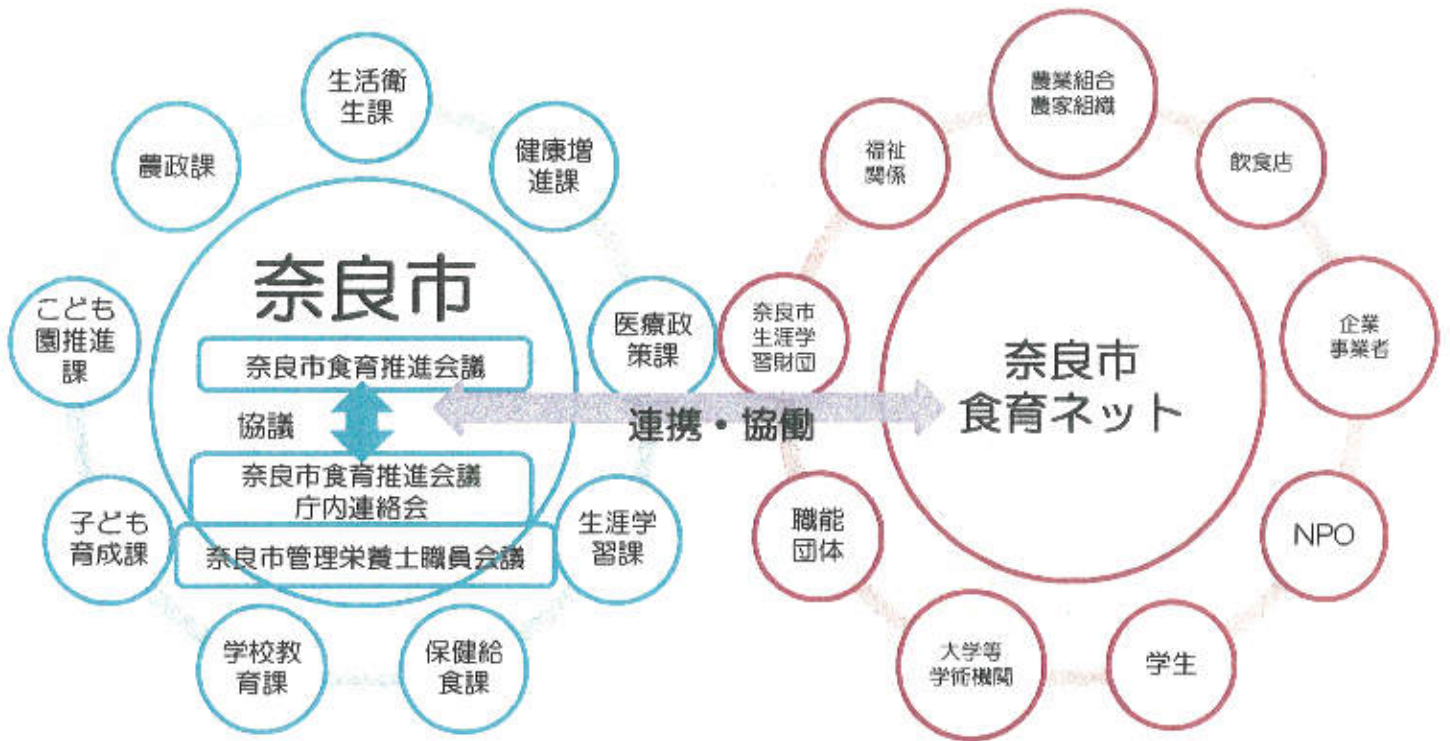 生活衛
生課
健康増
進課
農政課
奈良市
こども
園推進
課
医療政
策課
奈良市食育推進会議
協議
奈良市食育推進会議
庁内連絡会
奈良市管理栄養士職員会議
子ども
育成課
生涯学
習課
学校教
育課
保健給
食課
連携・協働
農業組合
農家組織
福祉
関係
飲食店
奈良市
生涯学
習財団
企業
事業者
奈良市
食育ネット
職能
団体
NPO
大学等
学術機関
学生